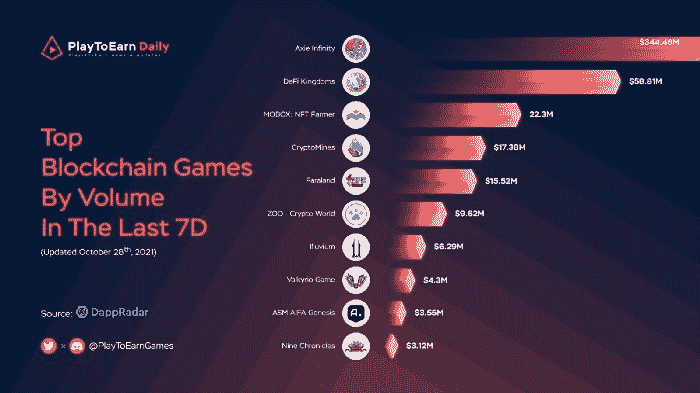 PlayToEarn Daily
Top
Blockchain Games
By Volume
In The Last 7D
(Updated October 28th, 2021)
Source: DappRadar
× @PlayToEarnGames
Axie Infinity $344.46M
DeFi Kingdoms $58.81M
MOBOX: NFT Farmer 22.3M
CryptoMines $17.38M
Faraland $15.52M
ZOO - Crypto World $9.62M
Illuvium $6.29M
Valkyrio Game $4.3M
ASM AIFA Genesis $3.55M
Nine Chronicles $3.12M